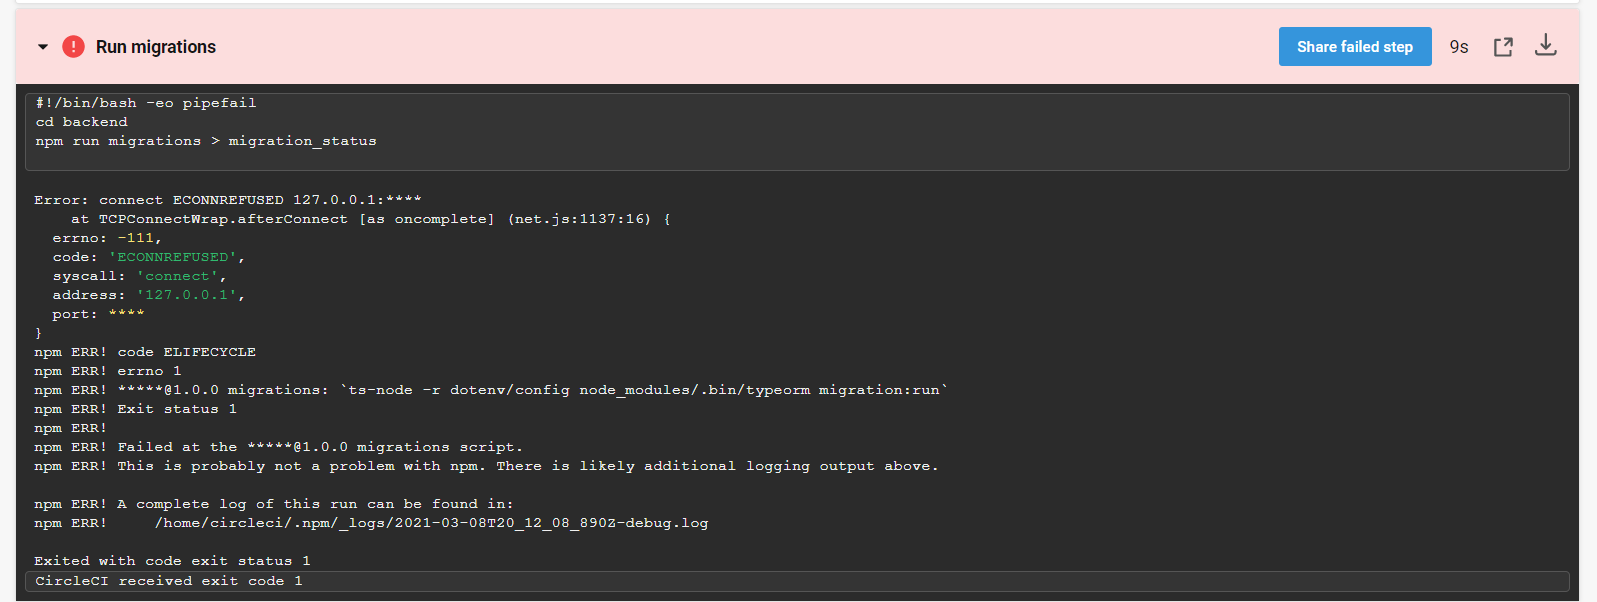 Run migrations
Share failed step
9s
#!/bin/bash -eo pipefail
cd backend
npm run migrations > migration_status
Error: connect ECONNREFUSED 127.0.0.1:****
    at TCPConnectWrap.afterConnect [as oncomplete] (net.js:1137:16) {
  errno: -111,
  code: 'ECONNREFUSED',
  syscall: 'connect',
  address: '127.0.0.1',
  port: ****
}
npm ERR! code ELIFECYCLE
npm ERR! errno 1
npm ERR! *****@1.0.0 migrations: `ts-node -r dotenv/config node_modules/.bin/typeorm migration:run`
npm ERR! Exit status 1
npm ERR!
npm ERR! Failed at the *****@1.0.0 migrations script.
npm ERR! This is probably not a problem with npm. There is likely additional logging output above.
npm ERR! A complete log of this run can be found in:
npm ERR!     /home/circleci/.npm/_logs/2021-03-08T20_12_08_890Z-debug.log
Exited with code exit status 1
CircleCI received exit code 1